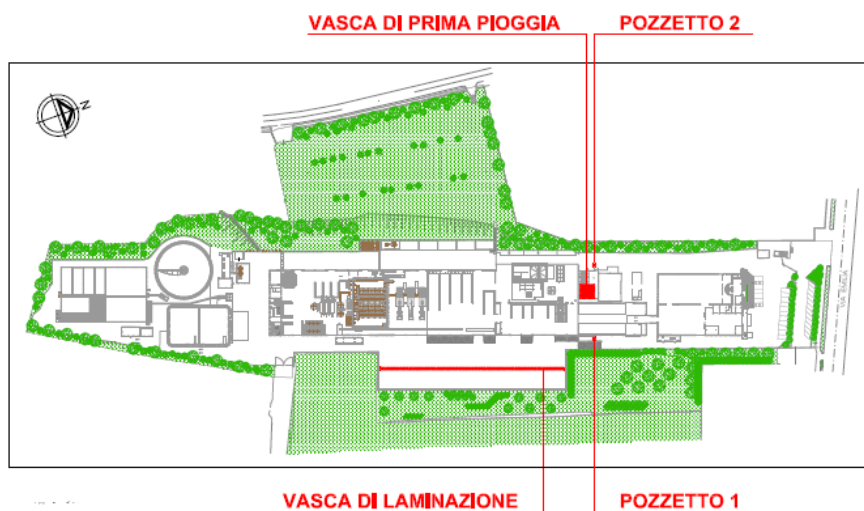 VASCA DI PRIMA PIOGGIA POZZETTO 2
N
VASCA DI LAMINAZIONE POZZETTO 1